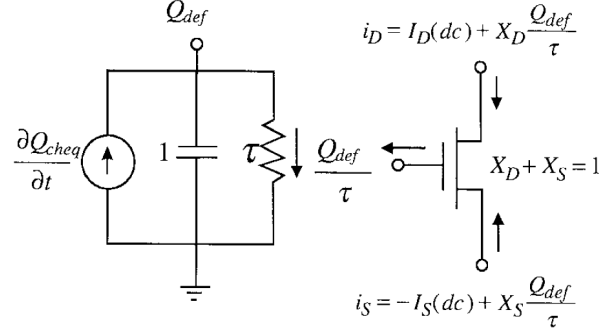 Q_def
i_D = I_D(dc) + X_D Q_def/τ
∂Q_cheq/∂t
1
τ
Q_def/τ
X_D + X_S = 1
i_S = -I_S(dc) + X_S Q_def/τ